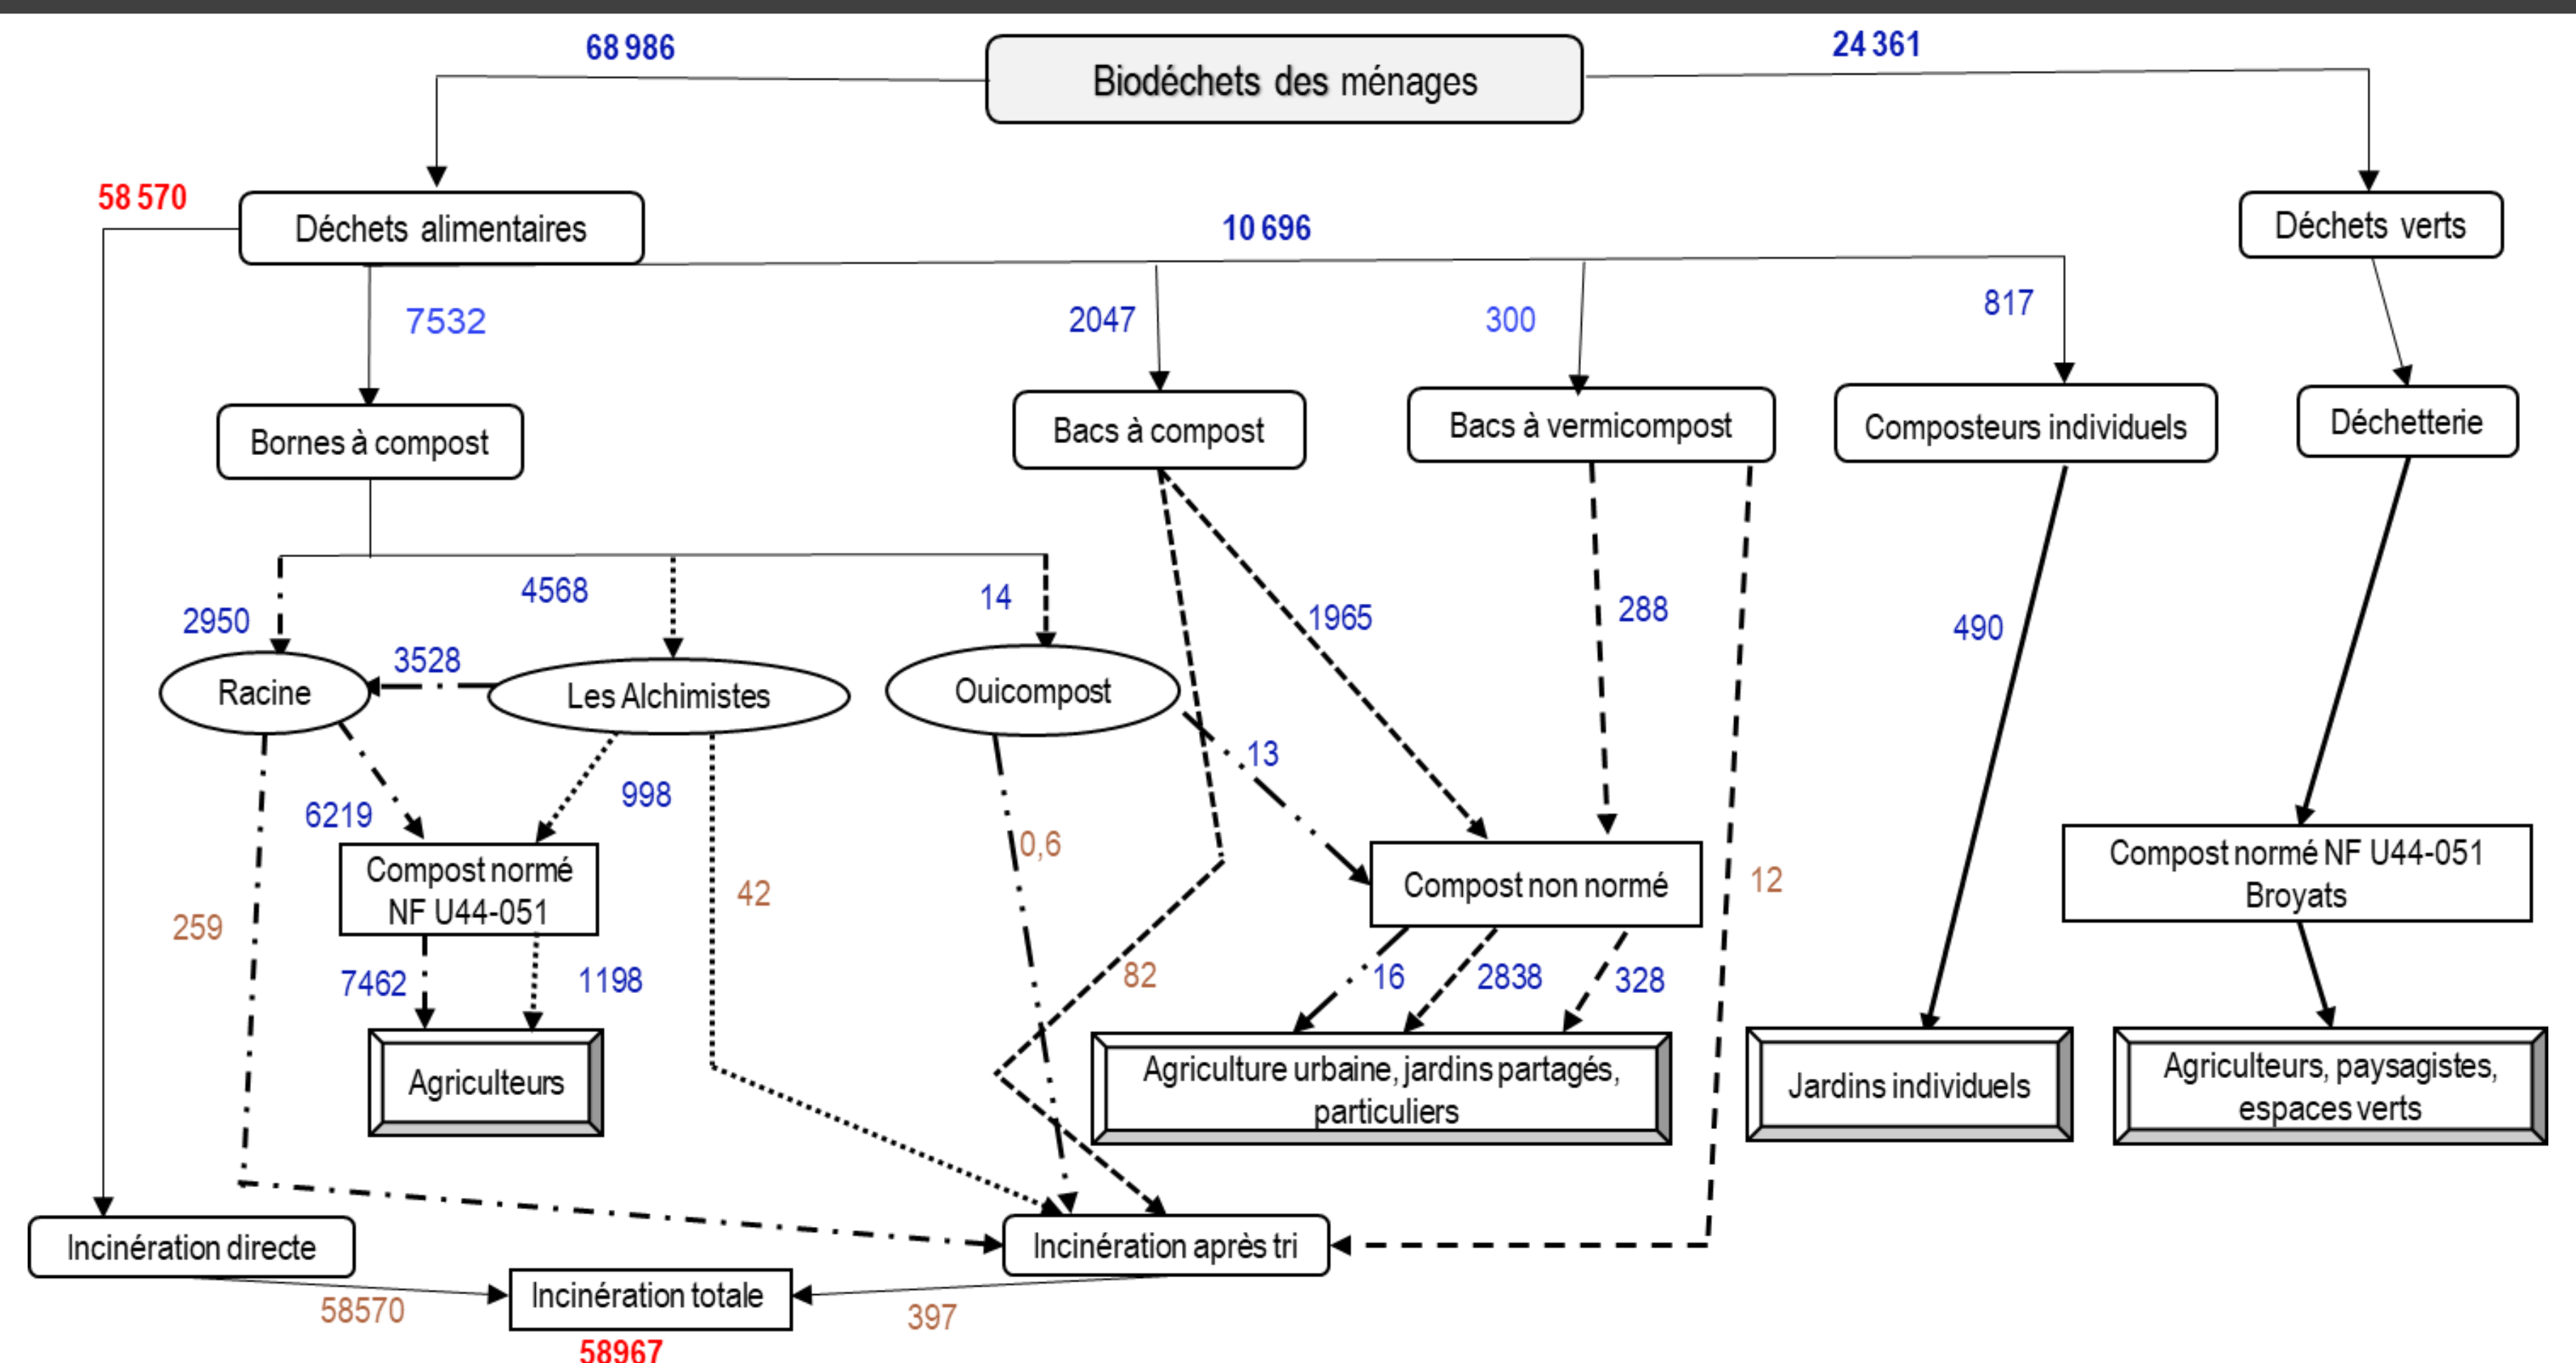 68 986
Biodéchets des ménages
24 361
58 570
Déchets alimentaires
10 696
Déchets verts
7532
2047
300
817
Bornes à compost
Bacs à compost
Bacs à vermicompost
Composteurs individuels
Déchetterie
2950
4568
14
1965
288
490
3528
Racine
Les Alchimistes
Ouicompost
13
6219
998
0,6
259
42
Compost normé
NF U44-051
Compost non normé
12
Compost normé NF U44-051
Broyats
7462
1198
82
16
2838
328
Agriculteurs
Agriculture urbaine, jardins partagés,
particuliers
Jardins individuels
Agriculteurs, paysagistes,
espaces verts
Incinération directe
Incinération après tri
Incinération totale
58570
397
58967